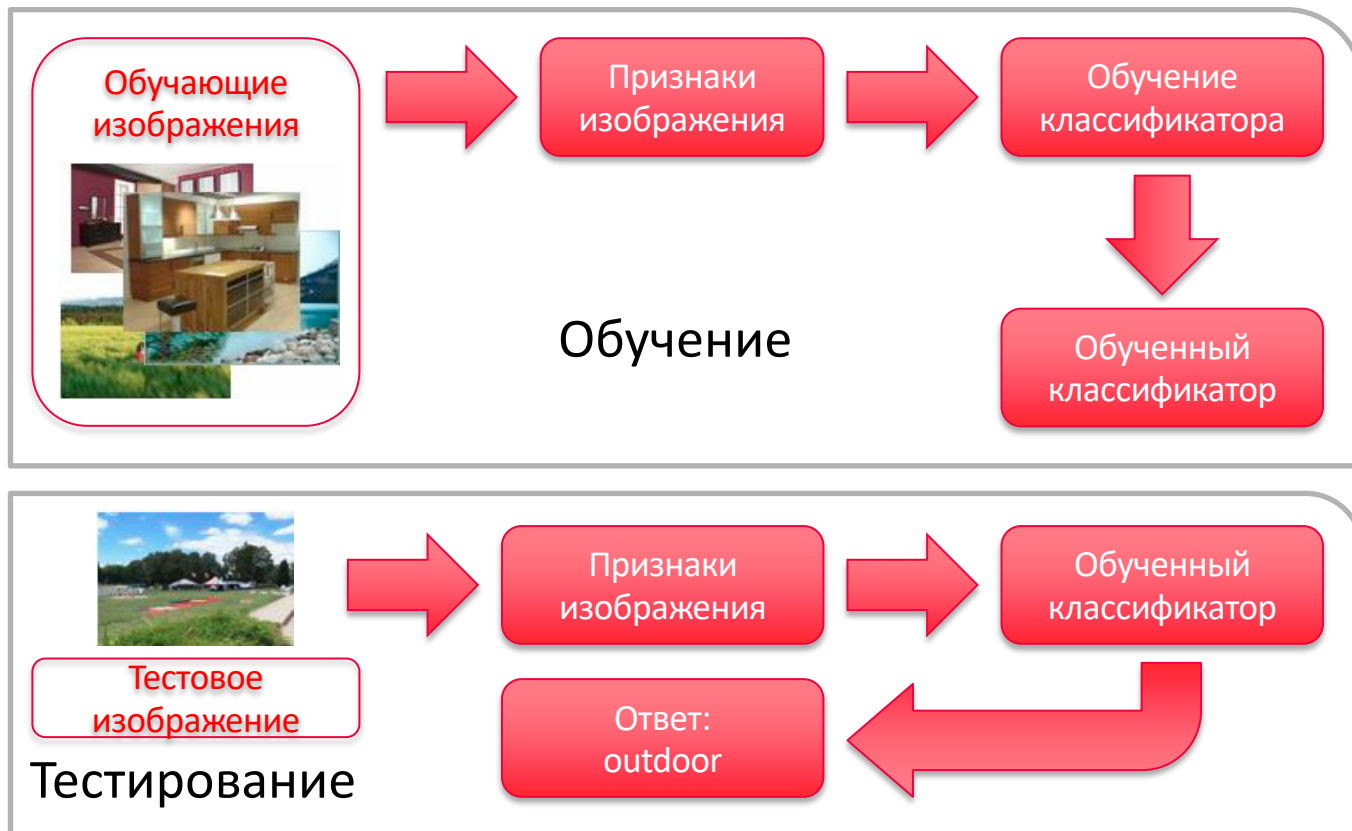 Обучающие
изображения
Признаки
изображения
Обучение
классификатора
Обучение
Обученный
классификатор
Признаки
изображения
Обученный
классификатор
Тестовое
изображение
Ответ:
outdoor
Тестирование